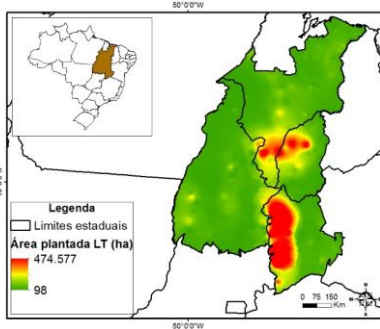 50°0'0"W
Legenda
Limites estaduais
Área plantada LT (ha)
474.577
98
0 75 150
Km
50°0'0"W